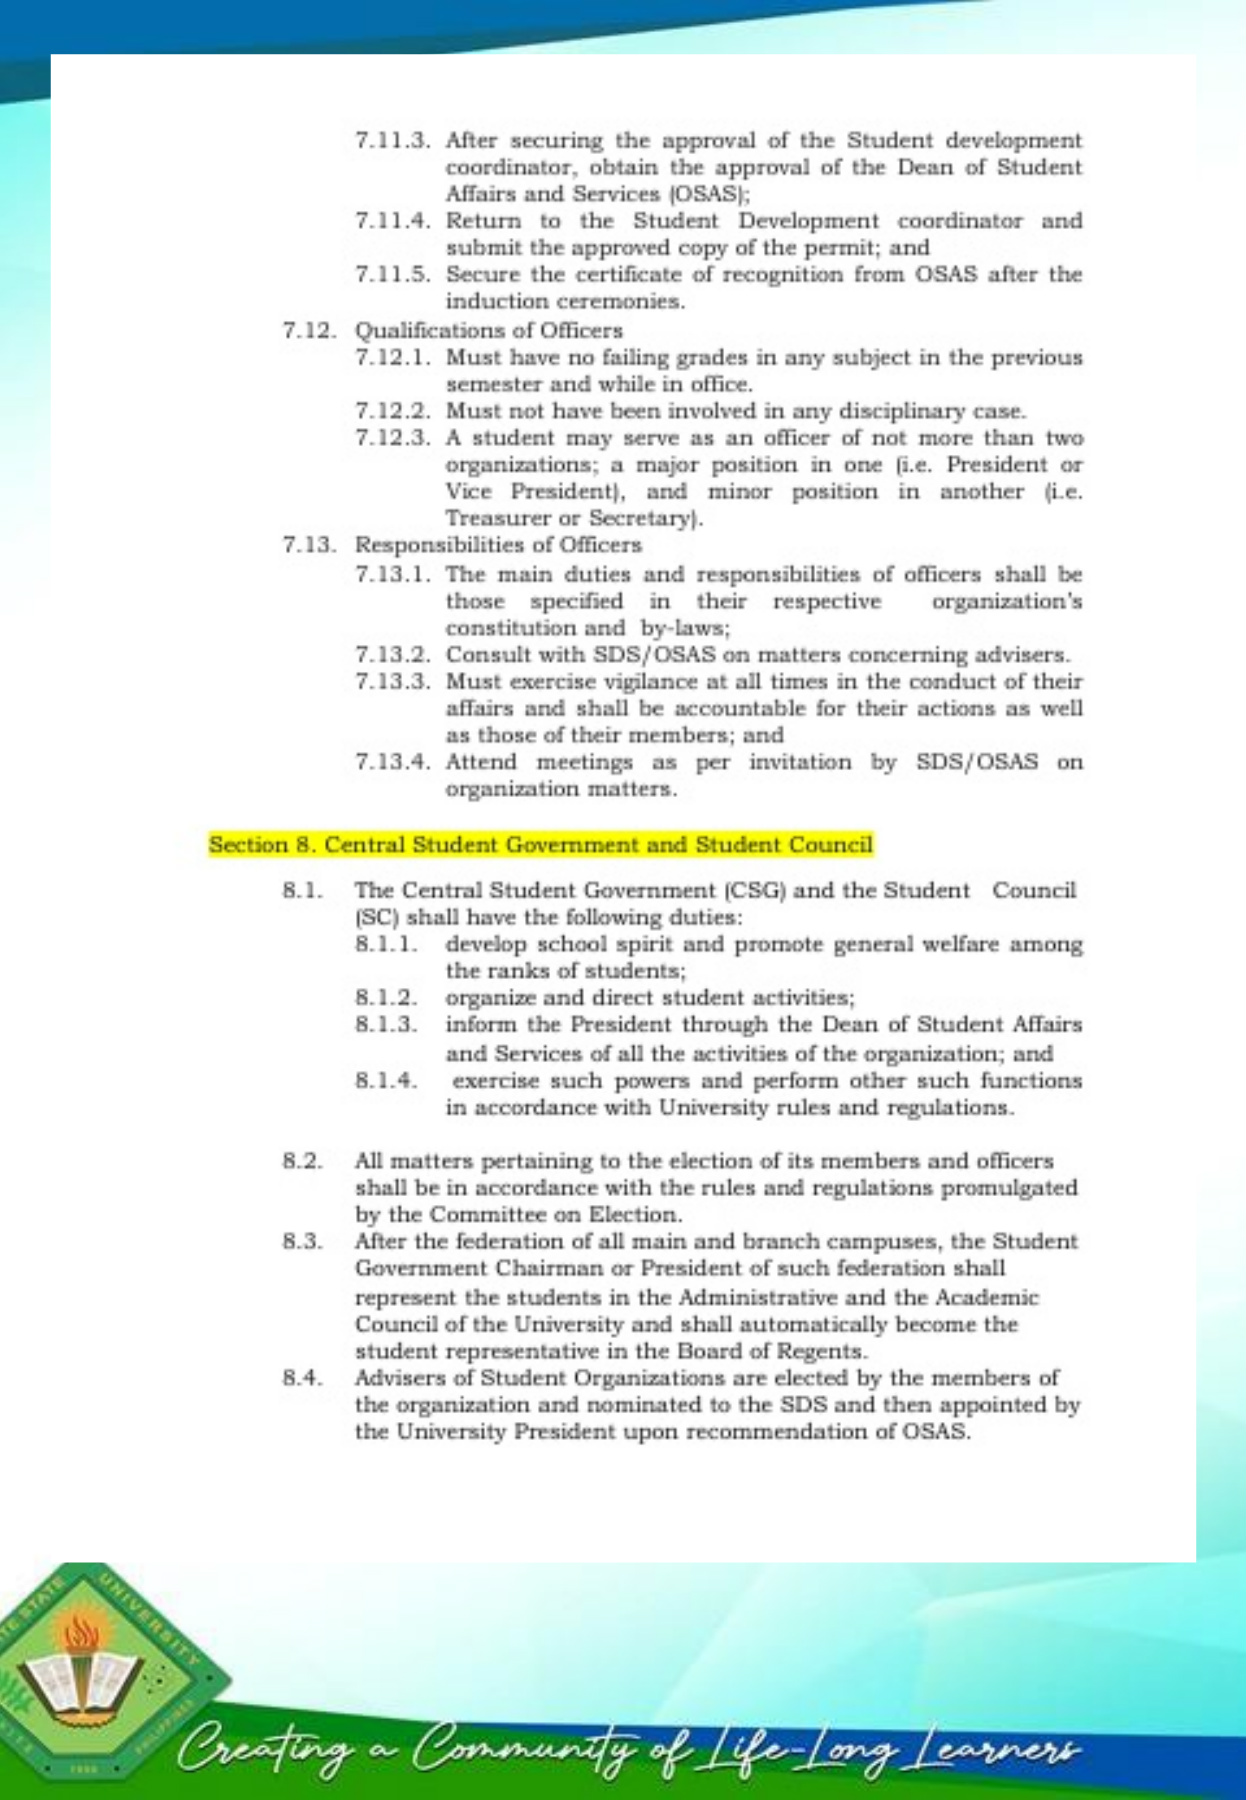 7.11.3. After securing the approval of the Student development
coordinator, obtain the approval of the Dean of Student
Affairs and Services (OSAS);
7.11.4. Return to the Student Development coordinator and
submit the approved copy of the permit; and
7.11.5. Secure the certificate of recognition from OSAS after the
induction ceremonies.
7.12. Qualifications of Officers
7.12.1. Must have no failing grades in any subject in the previous
semester and while in office.
7.12.2. Must not have been involved in any disciplinary case.
7.12.3. A student may serve as an officer of not more than two
organizations; a major position in one (i.e. President or
Vice President), and minor position in another (i.e.
Treasurer or Secretary).
7.13. Responsibilities of Officers
7.13.1. The main duties and responsibilities of officers shall be
those specified in their respective organization's
constitution and by-laws;
7.13.2. Consult with SDS/OSAS on matters concerning advisers.
7.13.3. Must exercise vigilance at all times in the conduct of their
affairs and shall be accountable for their actions as well
as those of their members; and
7.13.4. Attend meetings as per invitation by SDS/OSAS on
organization matters.
Section 8. Central Student Government and Student Council
8.1. The Central Student Government (CSG) and the Student Council
(SC) shall have the following duties:
8.1.1. develop school spirit and promote general welfare among
the ranks of students;
8.1.2. organize and direct student activities;
8.1.3. inform the President through the Dean of Student Affairs
and Services of all the activities of the organization; and
8.1.4. exercise such powers and perform other such functions
in accordance with University rules and regulations.
8.2. All matters pertaining to the election of its members and officers
shall be in accordance with the rules and regulations promulgated
by the Committee on Election.
8.3. After the federation of all main and branch campuses, the Student
Government Chairman or President of such federation shall
represent the students in the Administrative and the Academic
Council of the University and shall automatically become the
student representative in the Board of Regents.
8.4. Advisers of Student Organizations are elected by the members of
the organization and nominated to the SDS and then appointed by
the University President upon recommendation of OSAS.
STATE UNIVERSITY
PHILIPPINES
Creating a Community of Life-Long Learners